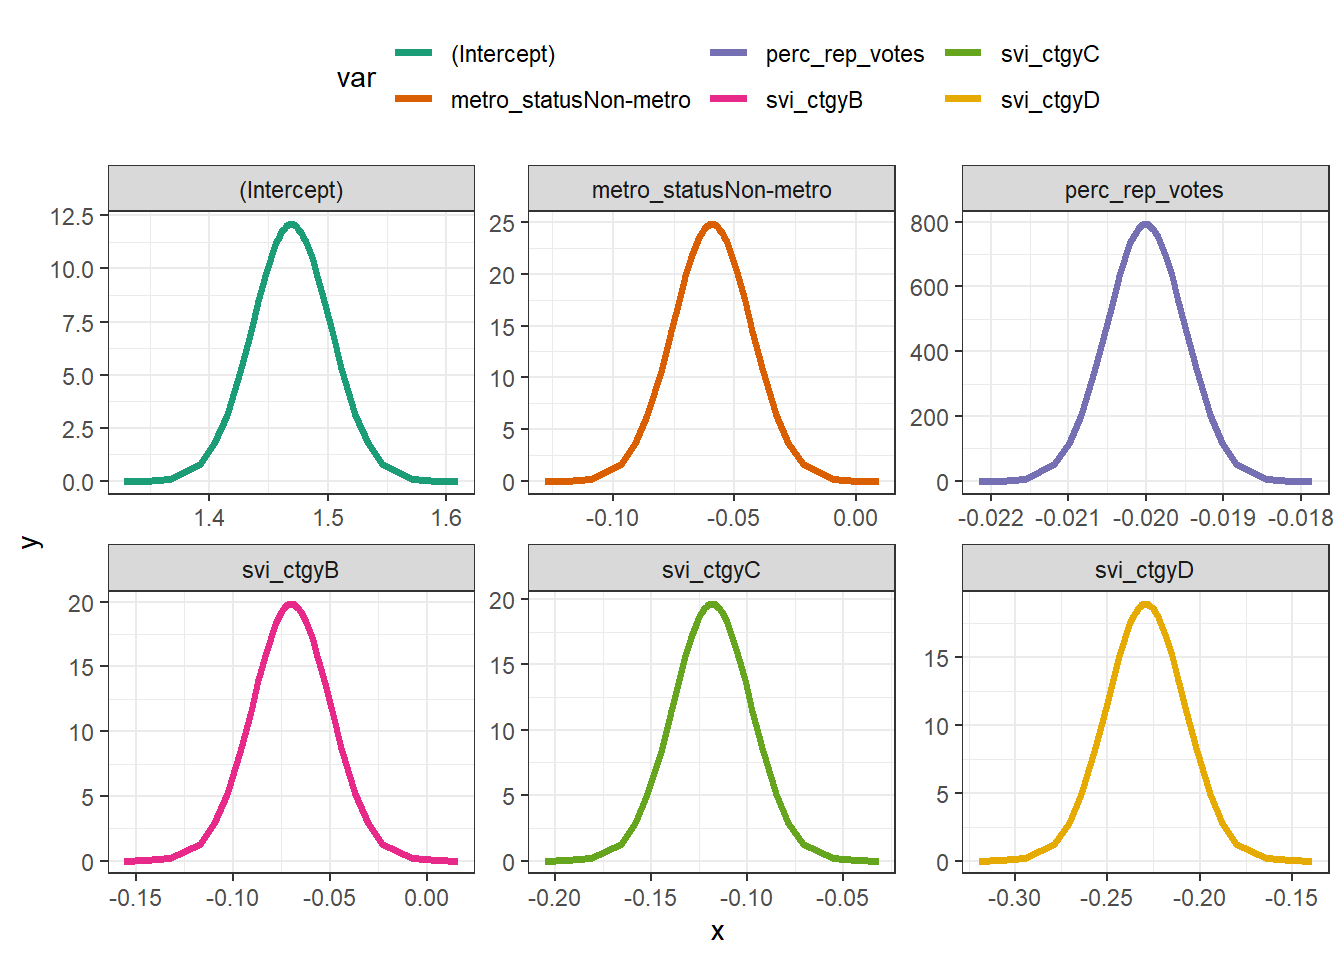 var
(Intercept) perc_rep_votes svi_ctgyC
metro_statusNon-metro svi_ctgyB svi_ctgyD
(Intercept) metro_statusNon-metro perc_rep_votes
12.5
10.0
7.5
5.0
2.5
0.0
1.4 1.5 1.6
25
20
15
10
5
0
-0.10 -0.05 0.00
800
600
400
200
0
-0.022 -0.021 -0.020 -0.019 -0.018
y
svi_ctgyB svi_ctgyC svi_ctgyD
20
15
10
5
0
-0.15 -0.10 -0.05 0.00
20
15
10
5
0
-0.20 -0.15 -0.10 -0.05
15
10
5
0
-0.30 -0.25 -0.20 -0.15
x